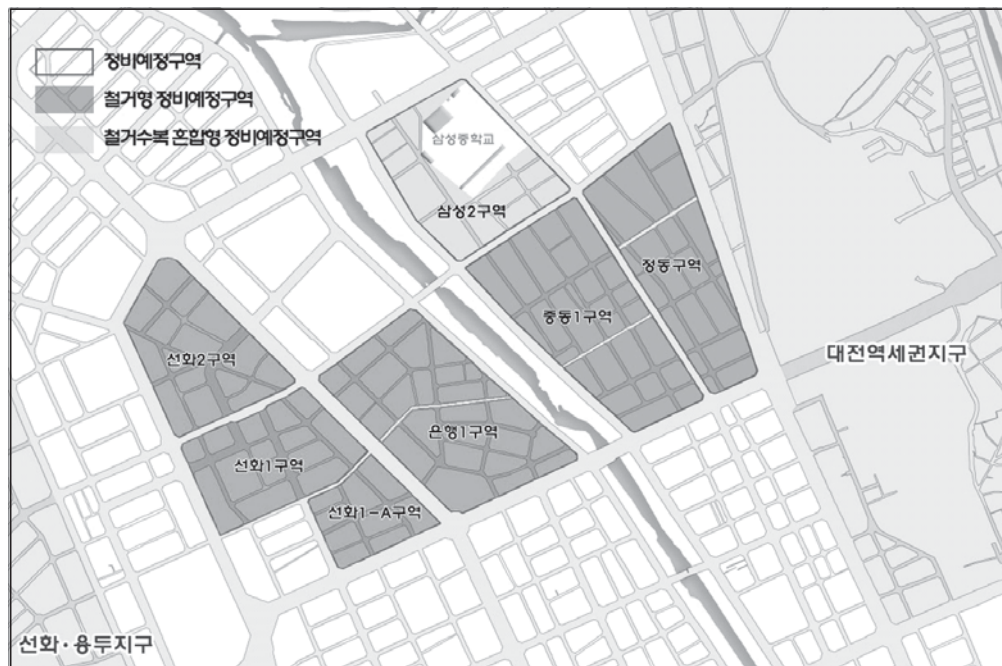 정비예정구역
철거형 정비예정구역
철거수복 혼합형 정비예정구역
삼성중학교
삼성2구역
정동구역
중동1구역
대전역세권지구
선화2구역
은행1구역
선화1구역
선화1-A구역
선화·용두지구